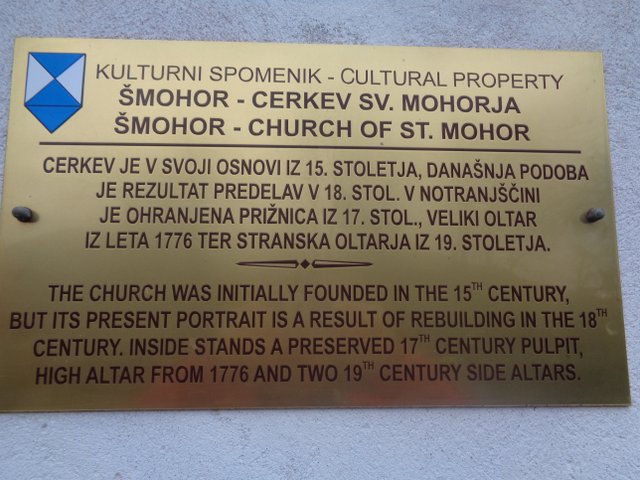 KULTURNI SPOMENIK - CULTURAL PROPERTY
ŠMOHOR - CERKEV SV. MOHORJA
ŠMOHOR - CHURCH OF ST. MOHOR
CERKEV JE V SVOJI OSNOVI IZ 15. STOLETJA, DANAŠNJA PODOBA
JE REZULTAT PREDELAV V 18. STOL. V NOTRANJŠČINI
JE OHRANJENA PRIŽNICA IZ 17. STOL., VELIKI OLTAR
IZ LETA 1776 TER STRANSKA OLTARJA IZ 19. STOLETJA.
THE CHURCH WAS INITIALLY FOUNDED IN THE 15TH CENTURY,
BUT ITS PRESENT PORTRAIT IS A RESULT OF REBUILDING IN THE 18TH
CENTURY. INSIDE STANDS A PRESERVED 17TH CENTURY PULPIT,
HIGH ALTAR FROM 1776 AND TWO 19TH CENTURY SIDE ALTARS.